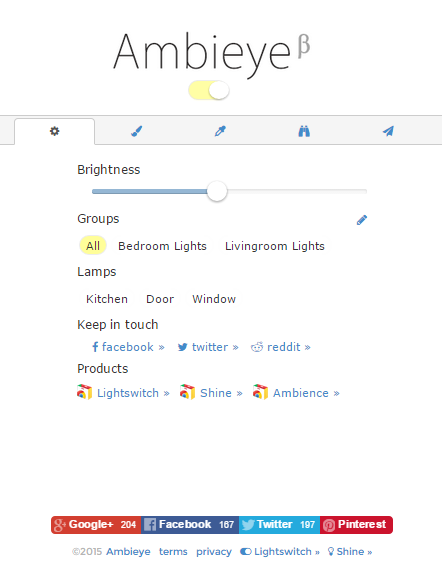 Ambieye β
Brightness
Groups
All Bedroom Lights Livingroom Lights
Lamps
Kitchen Door Window
Keep in touch
facebook » twitter » reddit »
Products
Lightswitch » Shine » Ambience »
Google+ 204 Facebook 167 Twitter 197 Pinterest
©2015 Ambieye terms privacy Lightswitch » Shine »